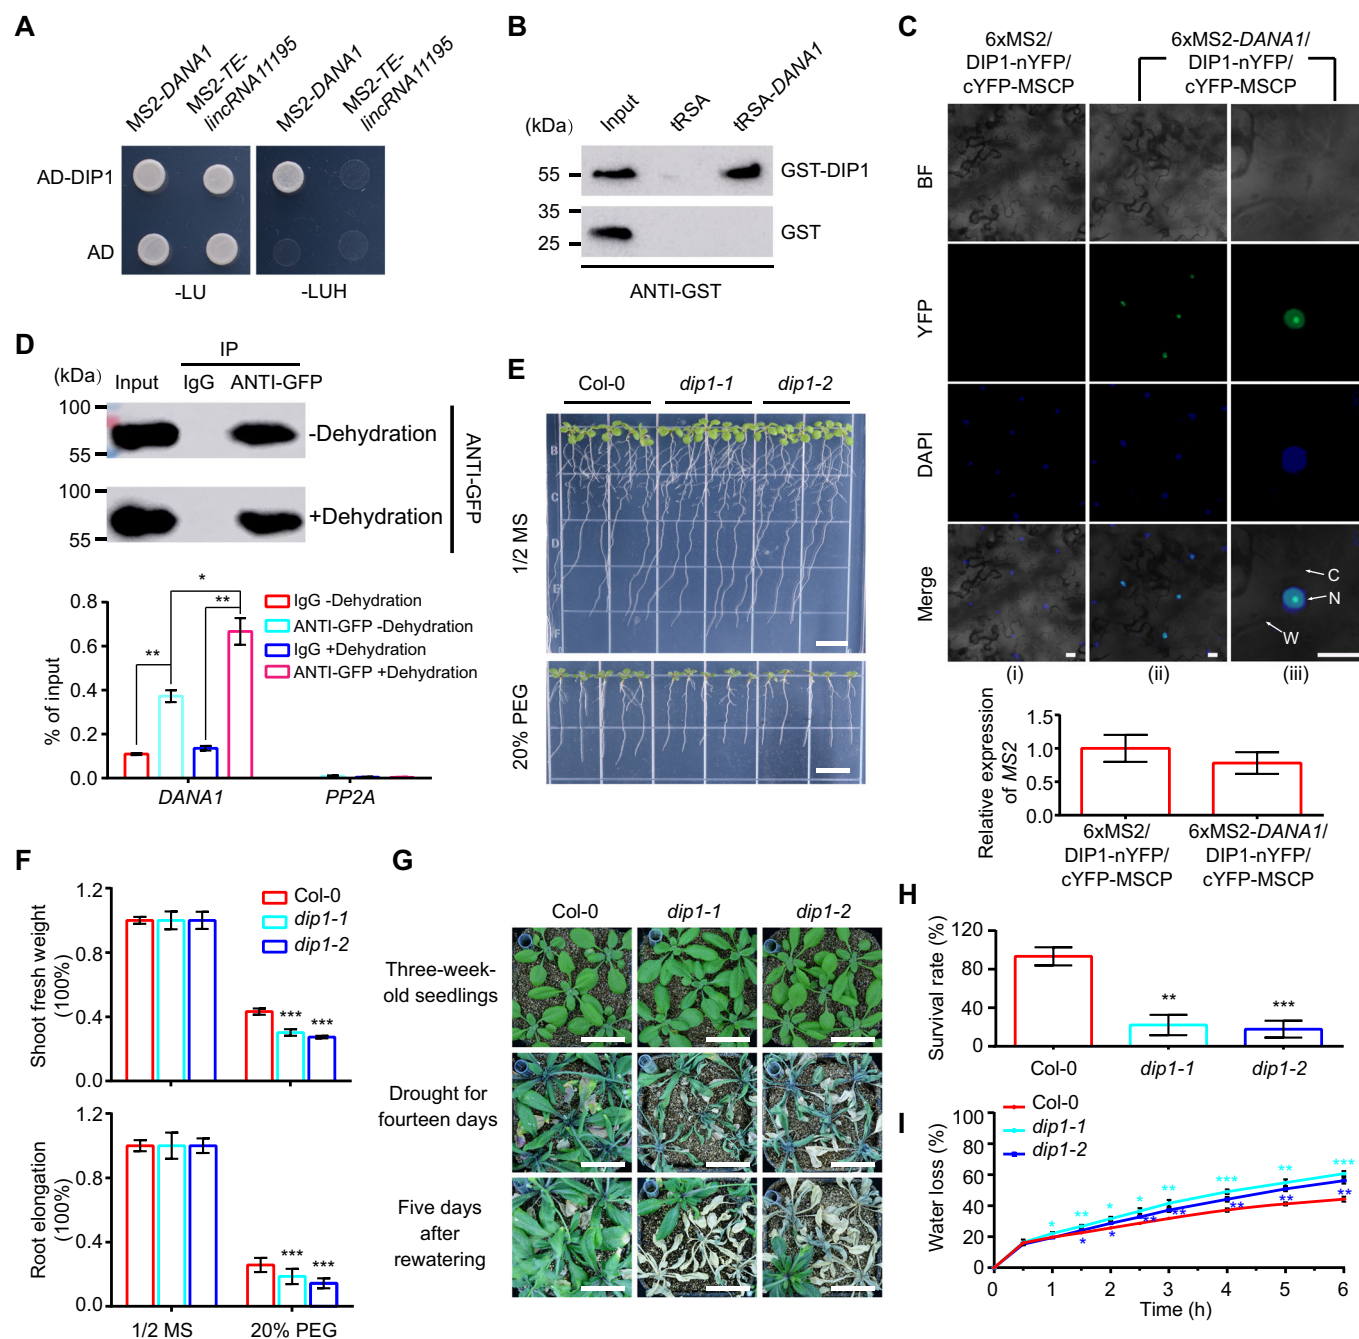 A
MS2-DANA1
MS2-TE-
lincRNA11195
MS2-DANA1
MS2-TE-
lincRNA11195
AD-DIP1
AD
-LU
-LUH
B
(kDa)
Input
tRSA
tRSA-DANA1
55
35
25
GST-DIP1
GST
ANTI-GST
C
6xMS2/
DIP1-nYFP/
cYFP-MSCP
6xMS2-DANA1/
DIP1-nYFP/
cYFP-MSCP
BF
YFP
DAPI
Merge
C
N
W
(i)
(ii)
(iii)
Relative expression
of MS2
1.5
1.0
0.5
0.0
6xMS2/
DIP1-nYFP/
cYFP-MSCP
6xMS2-DANA1/
DIP1-nYFP/
cYFP-MSCP
D
IP
(kDa)
Input
IgG
ANTI-GFP
100
55
-Dehydration
100
55
+Dehydration
ANTI-GFP
% of input
0.8
0.6
0.4
0.2
0.0
**
*
**
IgG -Dehydration
ANTI-GFP -Dehydration
IgG +Dehydration
ANTI-GFP +Dehydration
DANA1
PP2A
E
Col-0
dip1-1
dip1-2
1/2 MS
20% PEG
B
C
D
E
F
F
Shoot fresh weight
(100%)
1.2
0.8
0.4
0.0
Col-0
dip1-1
dip1-2
***
***
Root elongation
(100%)
1.2
0.8
0.4
0.0
***
***
1/2 MS
20% PEG
G
Col-0
dip1-1
dip1-2
Three-week-
old seedlings
Drought for
fourteen days
Five days
after
rewatering
H
Survival rate (%)
120
80
40
0
**
***
Col-0
dip1-1
dip1-2
I
Water loss (%)
100
80
60
40
20
0
Col-0
dip1-1
dip1-2
*
**
*
**
***
**
***
*
*
**
**
**
**
**
0
1
2
3
4
5
6
Time (h)